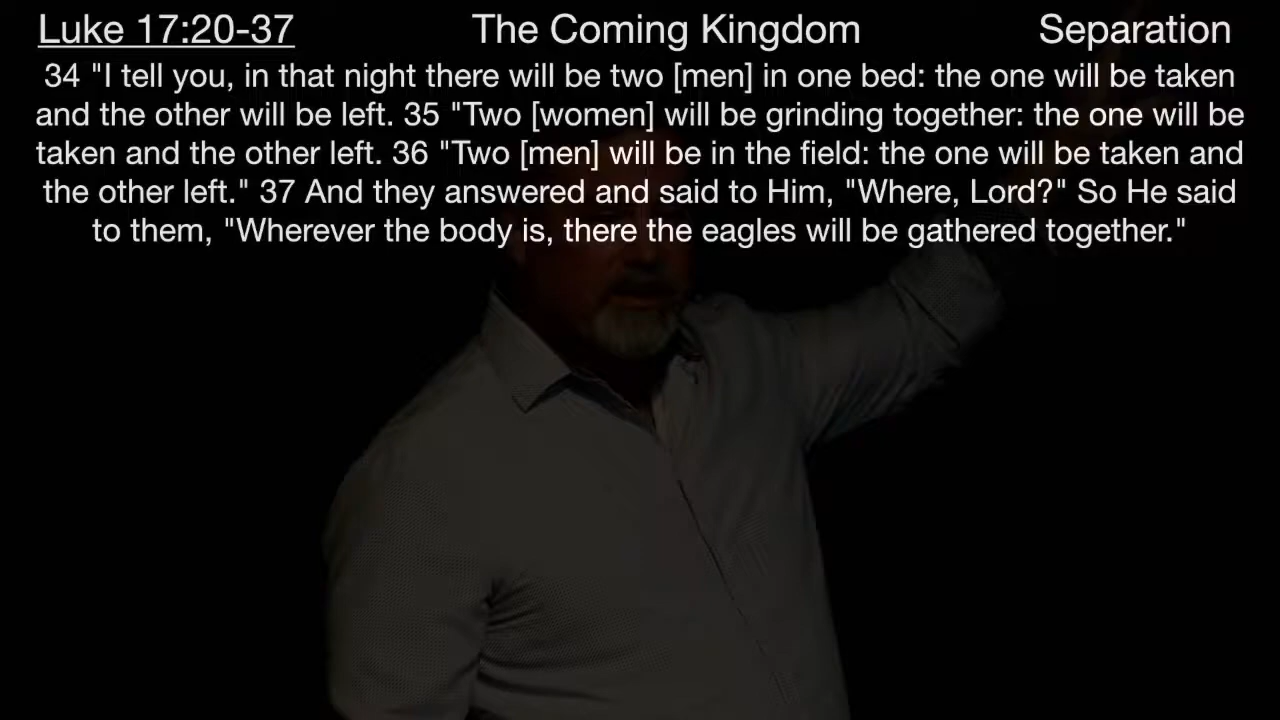 Luke 17:20-37 The Coming Kingdom Separation
34 "I tell you, in that night there will be two [men] in one bed: the one will be taken
and the other will be left. 35 "Two [women] will be grinding together: the one will be
taken and the other left. 36 "Two [men] will be in the field: the one will be taken and
the other left." 37 And they answered and said to Him, "Where, Lord?" So He said
to them, "Wherever the body is, there the eagles will be gathered together."